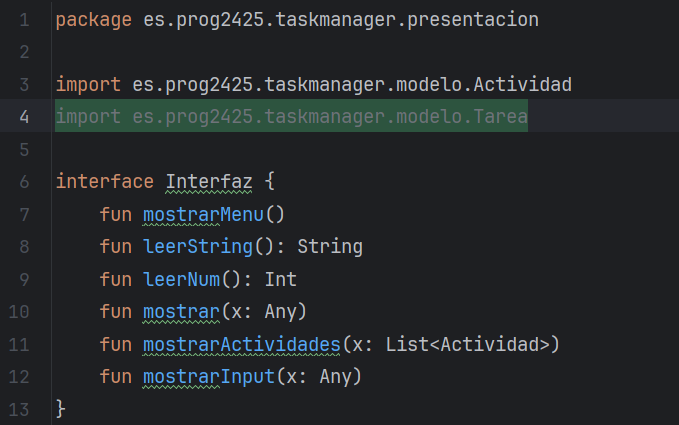 1 package es.prog2425.taskmanager.presentacion
2
3 import es.prog2425.taskmanager.modelo.Actividad
4 import es.prog2425.taskmanager.modelo.Tarea
5
6 interface Interfaz {
7     fun mostrarMenu()
8     fun leerString(): String
9     fun leerNum(): Int
10     fun mostrar(x: Any)
11     fun mostrarActividades(x: List<Actividad>)
12     fun mostrarInput(x: Any)
13 }